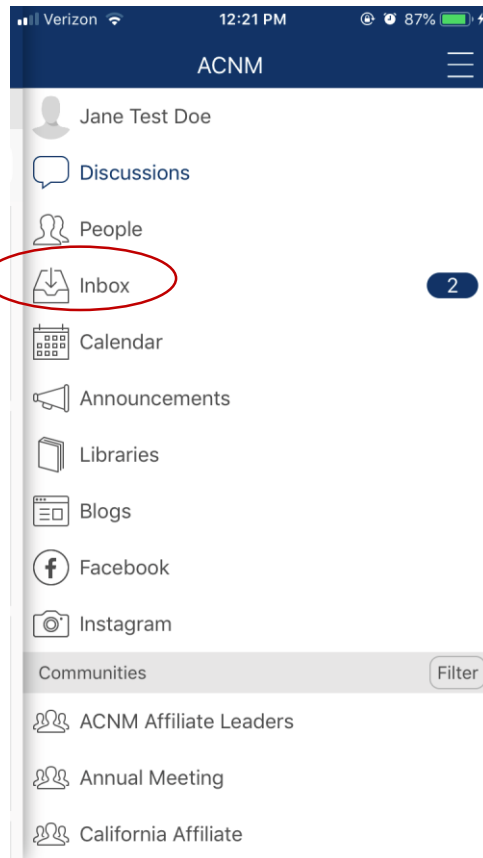 Verizon 12:21 PM 87%
ACNM
Jane Test Doe
Discussions
People
Inbox 2
Calendar
Announcements
Libraries
Blogs
f Facebook
Instagram
Communities Filter
ACNM Affiliate Leaders
Annual Meeting
California Affiliate